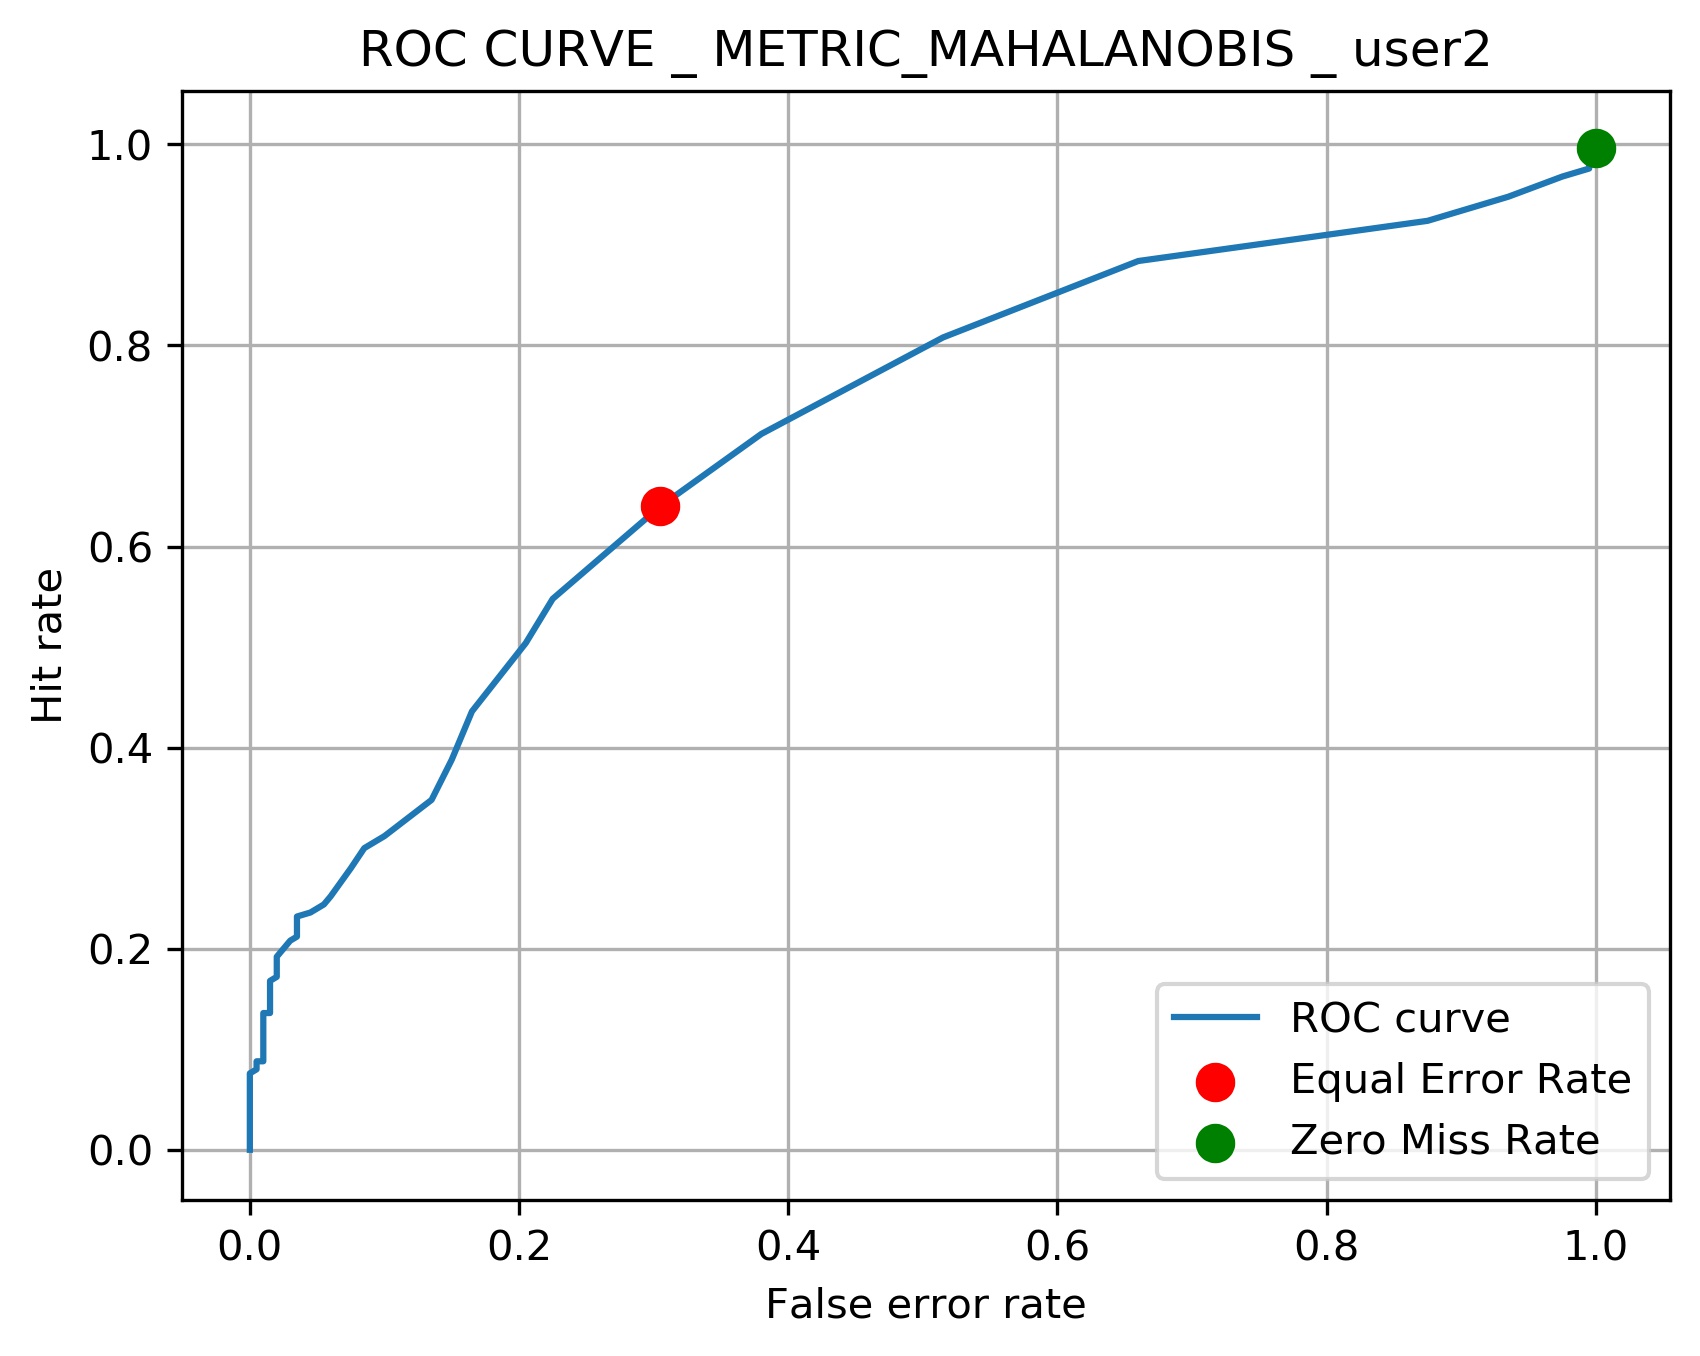 ROC CURVE _ METRIC_MAHALANOBIS _ user2
1.0
0.8
0.6
0.4
0.2
0.0
Hit rate
ROC curve
Equal Error Rate
Zero Miss Rate
0.0 0.2 0.4 0.6 0.8 1.0
False error rate